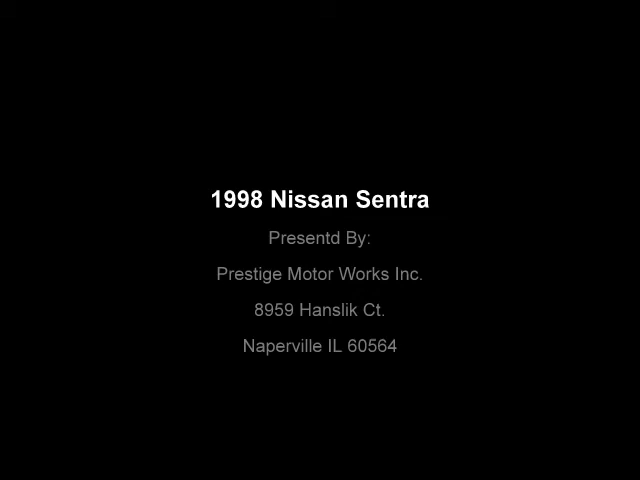 1998 Nissan Sentra
Presentd By:
Prestige Motor Works Inc.
8959 Hanslik Ct.
Naperville IL 60564